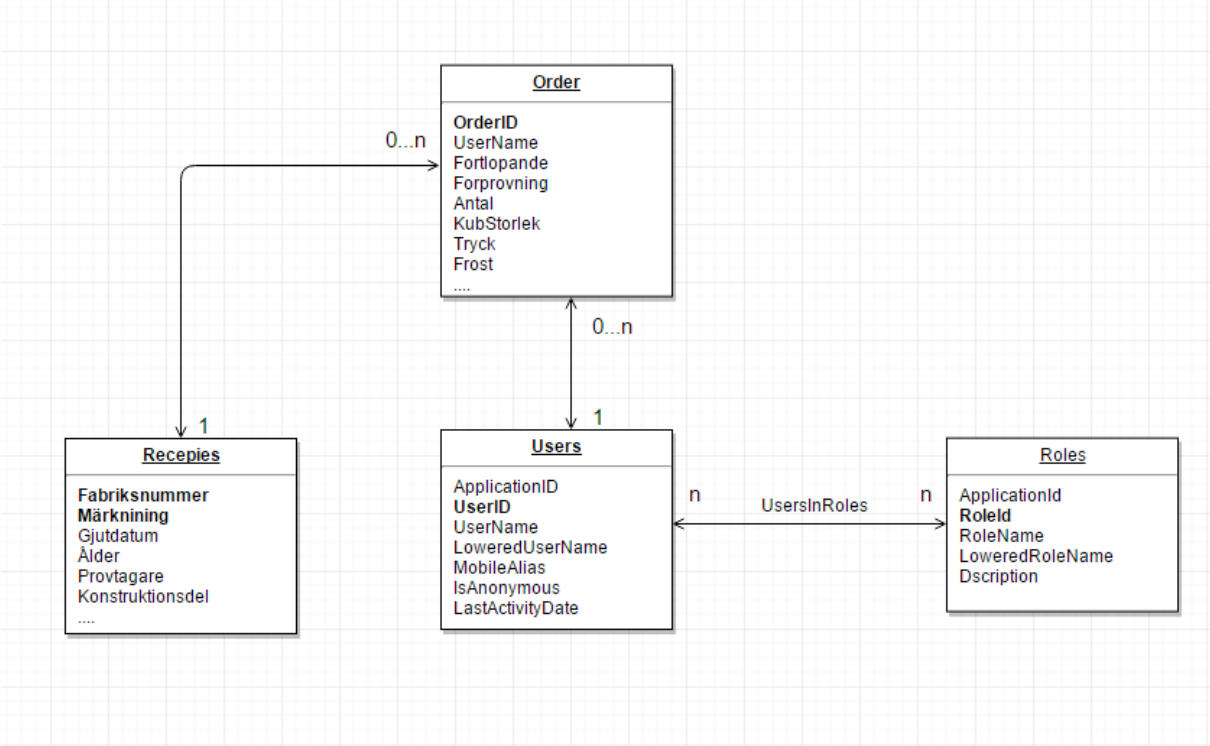 Order
OrderID
UserName
Fortlopande
Forprovning
Antal
KubStorlek
Tryck
Frost
....
0...n
0...n
1
1
Recepies
Fabriksnummer
Märknining
Gjutdatum
Ålder
Provtagare
Konstruktionsdel
....
Users
ApplicationID
UserID
UserName
LoweredUserName
MobileAlias
IsAnonymous
LastActivityDate
n
UsersInRoles
n
Roles
ApplicationId
RoleId
RoleName
LoweredRoleName
Dscription